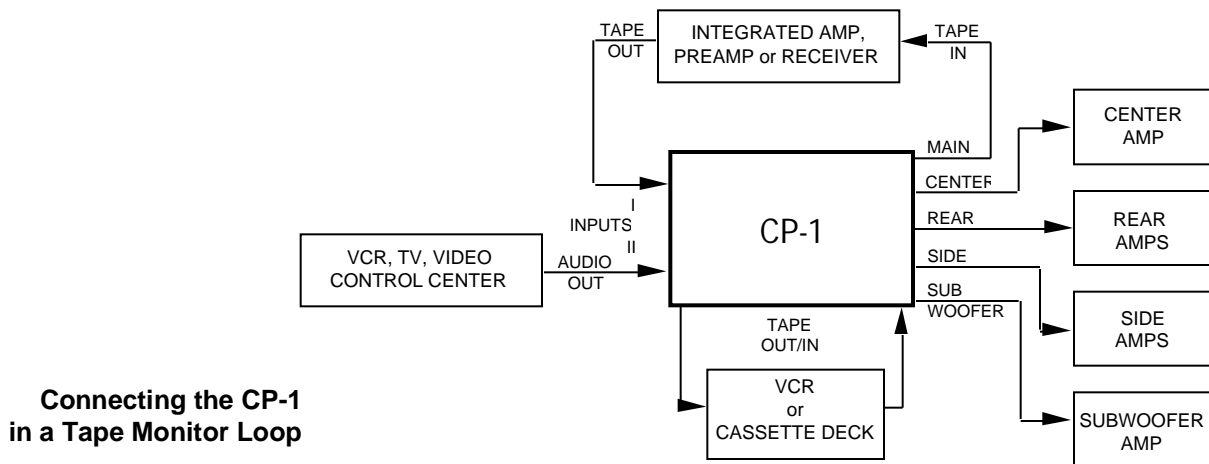 TAPE
OUT
INTEGRATED AMP,
PREAMP or RECEIVER
TAPE
IN
CENTER
AMP
MAIN
CENTER
REAR
SIDE
SUB
WOOFER
REAR
AMPS
I
INPUTS
II
CP-1
VCR, TV, VIDEO
CONTROL CENTER
AUDIO
OUT
SIDE
AMPS
TAPE
OUT/IN
VCR
or
CASSETTE DECK
SUBWOOFER
AMP
Connecting the CP-1
in a Tape Monitor Loop